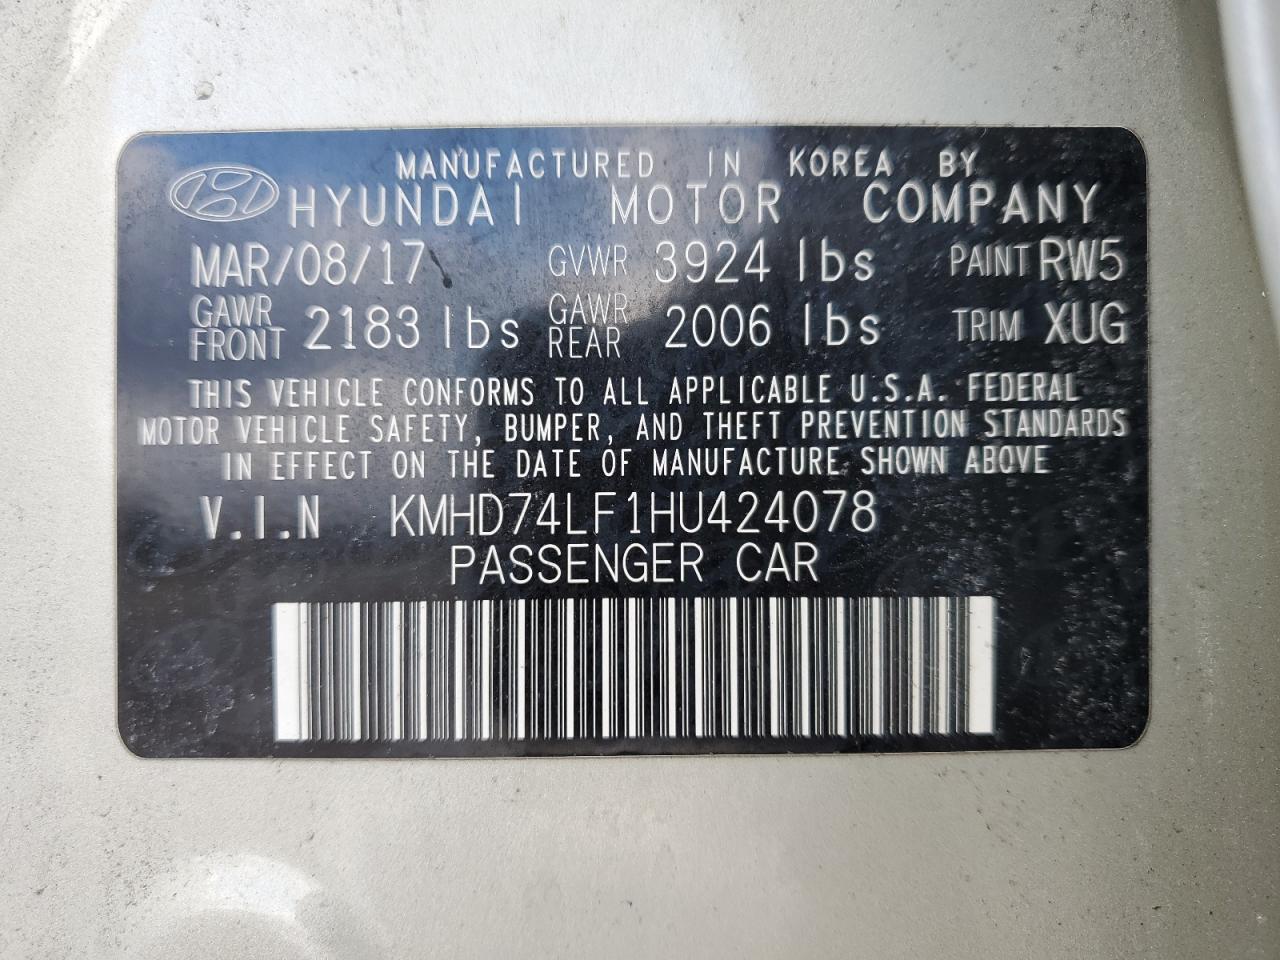 MANUFACTURED IN KOREA BY
HYUNDAI MOTOR COMPANY
MAR/08/17 GVWR 3924 lbs PAINT RW5
GAWR FRONT 2183 lbs GAWR REAR 2006 lbs TRIM XUG
THIS VEHICLE CONFORMS TO ALL APPLICABLE U.S.A. FEDERAL
MOTOR VEHICLE SAFETY, BUMPER, AND THEFT PREVENTION STANDARDS
IN EFFECT ON THE DATE OF MANUFACTURE SHOWN ABOVE
V.I.N KMHD74LF1HU424078
PASSENGER CAR